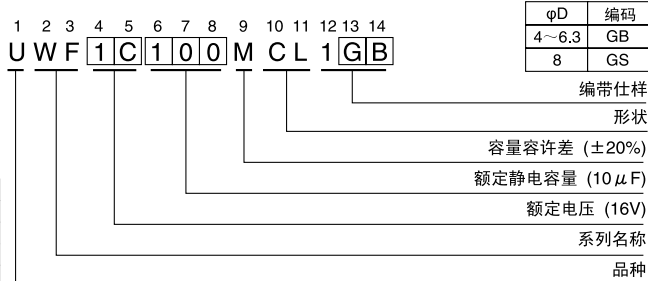 1 2 3 4 5 6 7 8 9 10 11 12 13 14
U W F 1 C 1 0 0 M C L 1 G B
φD 编码
4～6.3 GB
8 GS
编带仕样
形状
容量容许差 (±20%)
额定静电容量 (10μF)
额定电压 (16V)
系列名称
品种